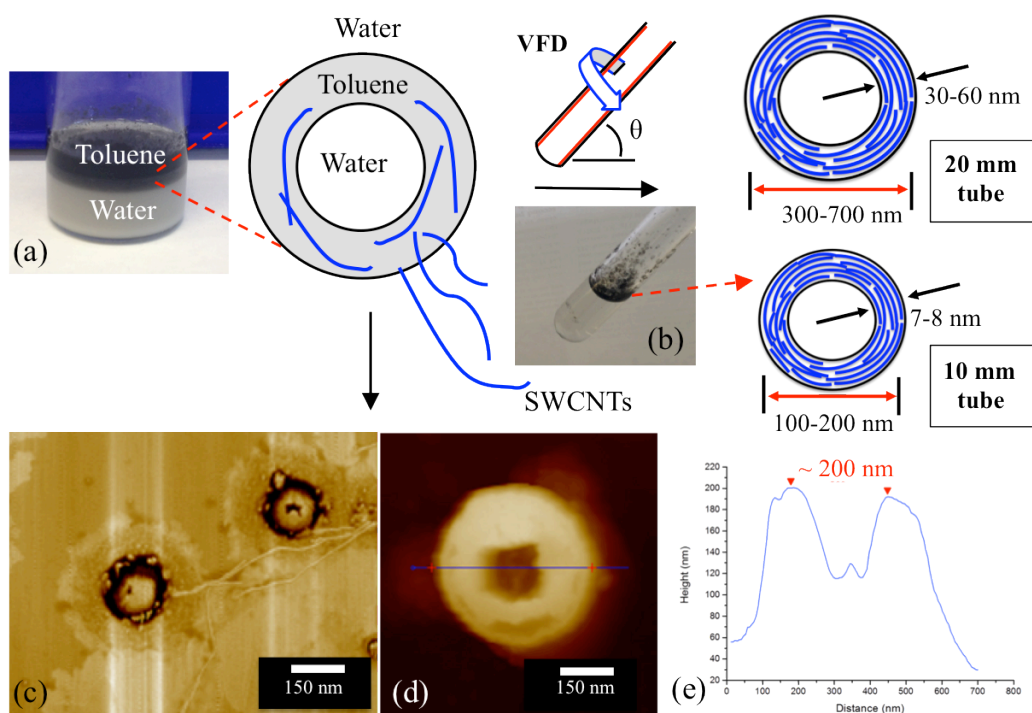 Toluene
Water
(a)
Water
Toluene
Water
VFD
θ
(b)
SWCNTs
30-60 nm
300-700 nm
20 mm
tube
7-8 nm
100-200 nm
10 mm
tube
150 nm
(c)
150 nm
(d)
~ 200 nm
220
200
180
160
140
120
100
80
60
40
20
Height (nm)
0
100
200
300
400
500
600
700
800
Distance (nm)
(e)